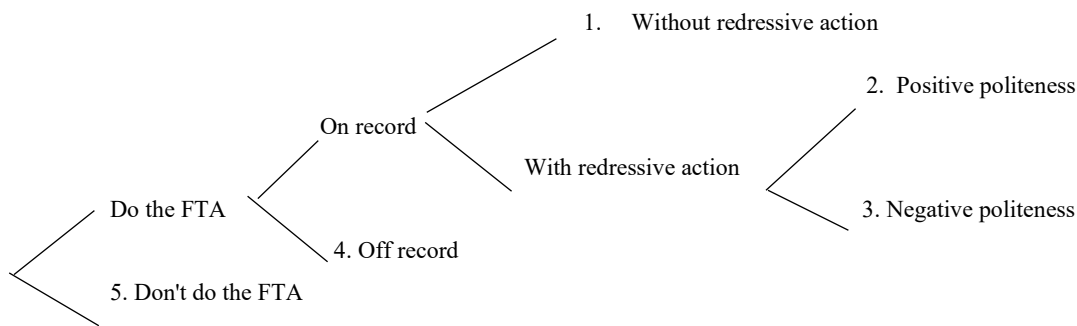 1. Without redressive action
2. Positive politeness
On record
With redressive action
Do the FTA
3. Negative politeness
4. Off record
5. Don't do the FTA